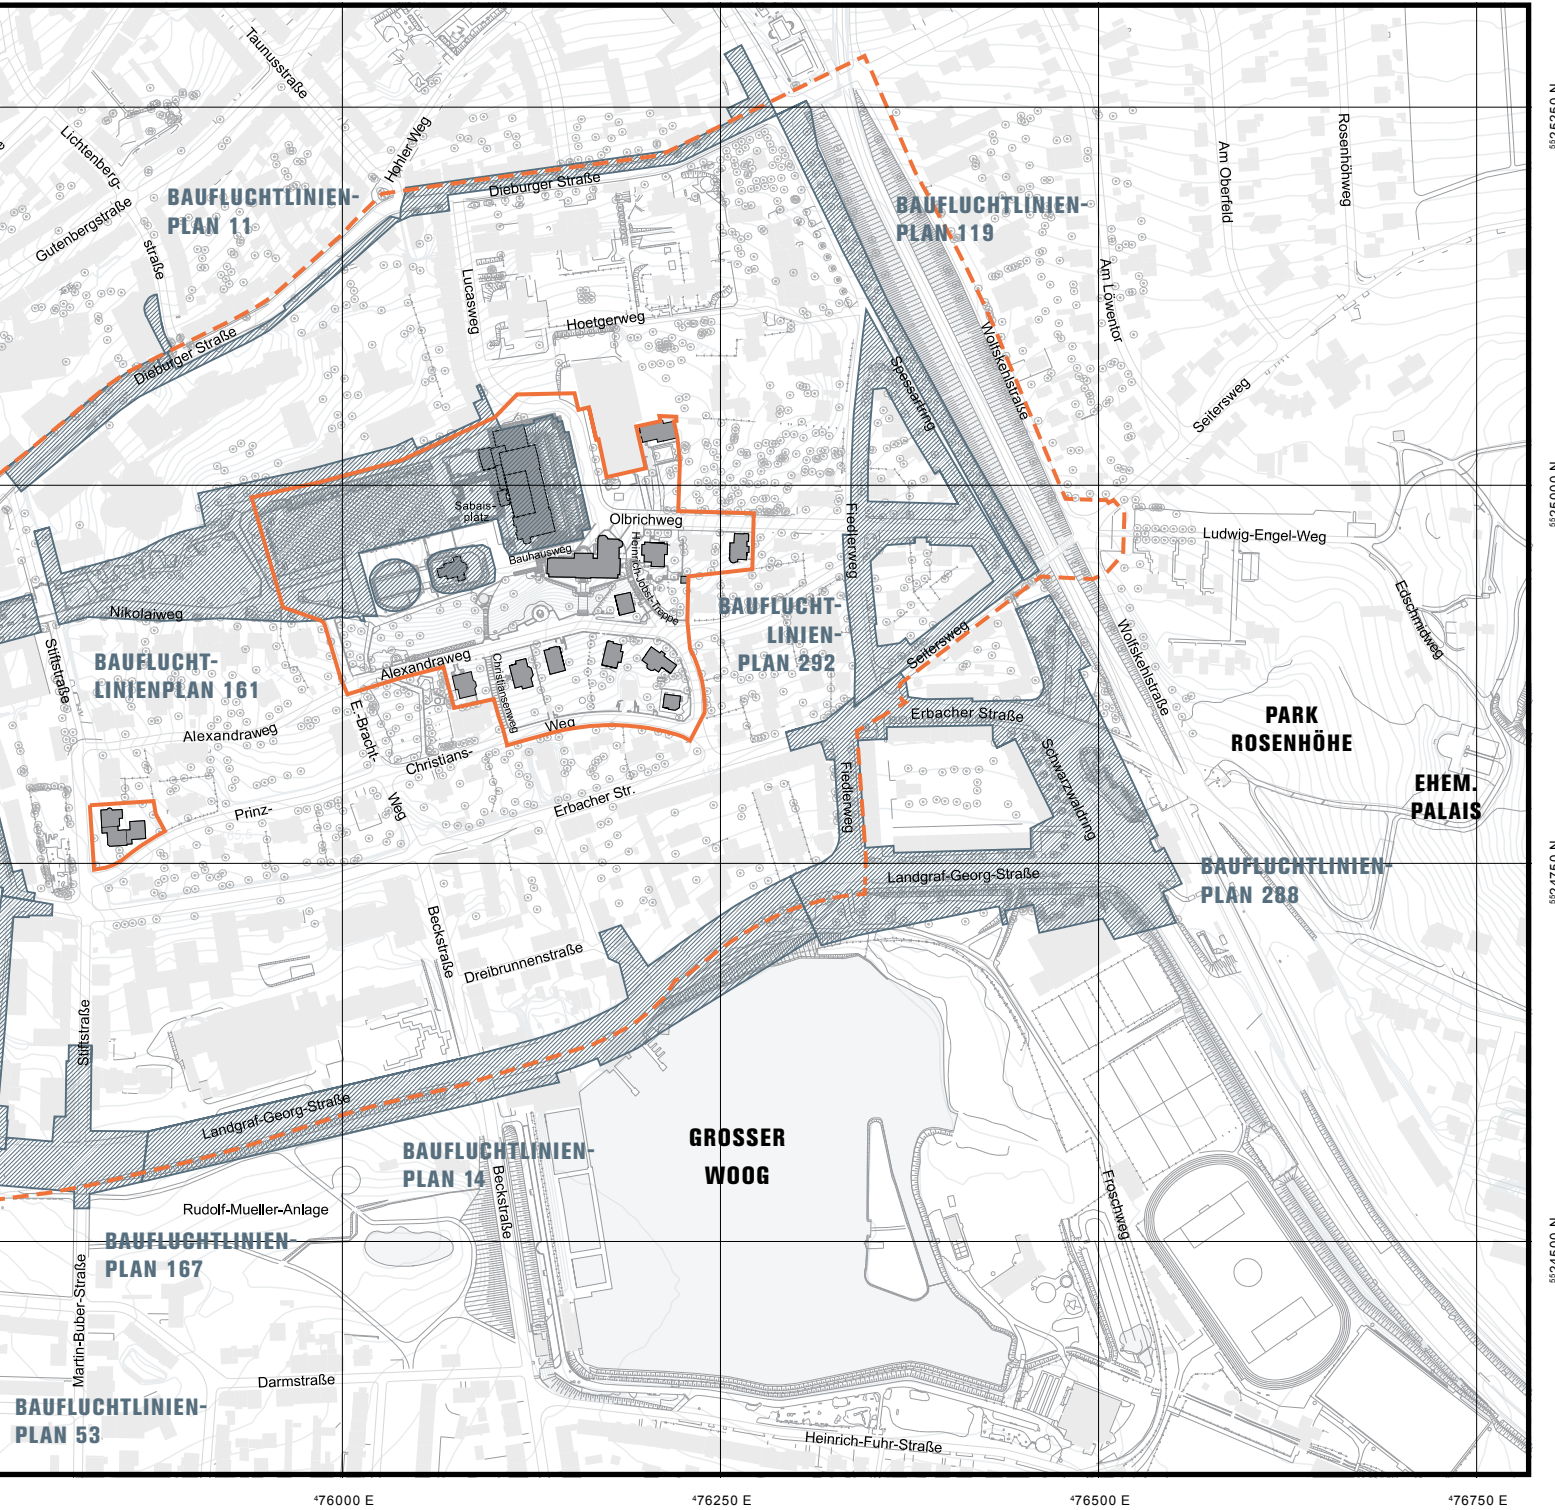 Taunusstraße
Lichtenberg-
straße
Gutenbergstraße
Hohler Weg
BAUFLUCHTLINIEN-
PLAN 11
Dieburger Straße
Dieburger Straße
Lucasweg
Hoetgerweg
BAUFLUCHTLINIEN-
PLAN 119
Am Oberfeld
Rosenhöhweg
Am Löwentor
Spessartring
Wolfskehlstraße
Seitersweg
Sabais-
platz
Olbrichweg
Bauhausweg
Heinrich-Jobst-Treppe
Fiedlerweg
Ludwig-Engel-Weg
Edschmidweg
Nikolaiweg
Stiftstraße
BAUFLUCHT-
LINIENPLAN 161
Alexandraweg
Christiansenweg
BAUFLUCHT-
LINIEN-
PLAN 292
Seitersweg
Wolfskehlstraße
Alexandraweg
E.-Bracht-
Weg
Christians-
Weg
Prinz-
Erbacher Str.
Erbacher Straße
Fiedlerweg
Schwarzwaldring
PARK
ROSENHÖHE
EHEM.
PALAIS
Landgraf-Georg-Straße
BAUFLUCHTLINIEN-
PLAN 288
Beckstraße
Dreibrunnenstraße
Stiftstraße
Landgraf-Georg-Straße
BAUFLUCHTLINIEN-
PLAN 14
Beckstraße
GROSSER
WOOG
Froschweg
Rudolf-Mueller-Anlage
BAUFLUCHTLINIEN-
PLAN 167
Martin-Buber-Straße
Darmstraße
BAUFLUCHTLINIEN-
PLAN 53
Heinrich-Fuhr-Straße
⁵⁵25250 N
⁵⁵25000 N
⁵⁵24750 N
⁵⁵24500 N
⁴76000 E
⁴76250 E
⁴76500 E
⁴76750 E